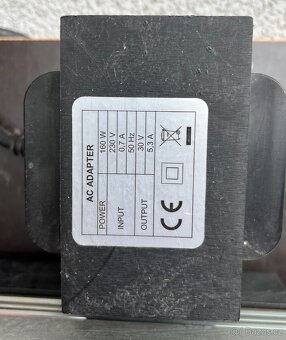 AC ADAPTER
POWER 160 W
INPUT 230 V
0,7 A
50 Hz
OUTPUT 30 V
5,3 A
CE